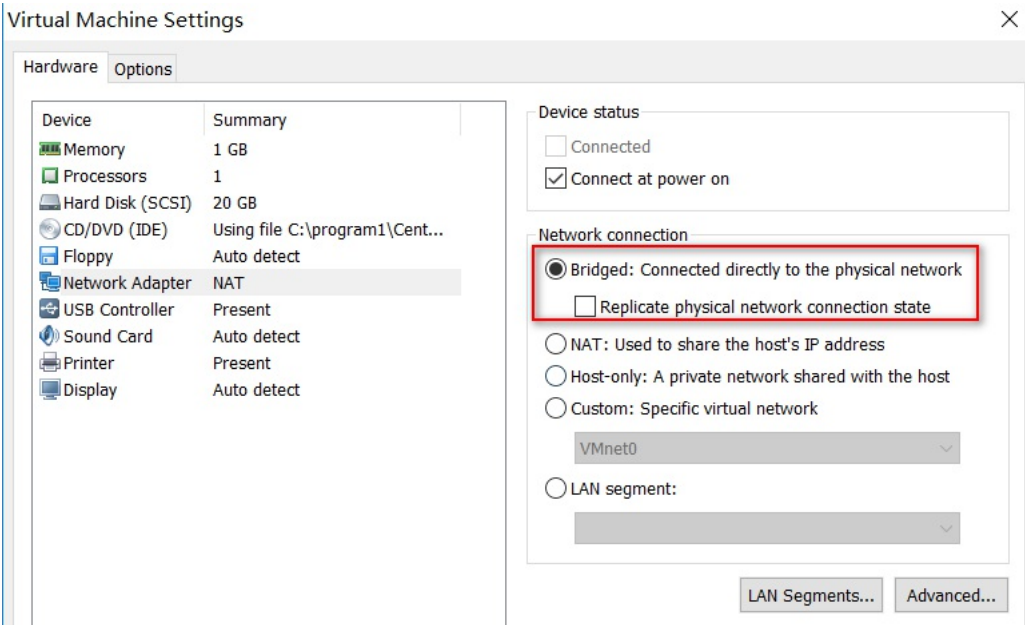 Virtual Machine Settings
Hardware Options
Device Summary
Memory 1 GB
Processors 1
Hard Disk (SCSI) 20 GB
CD/DVD (IDE) Using file C:\program1\Cent...
Floppy Auto detect
Network Adapter NAT
USB Controller Present
Sound Card Auto detect
Printer Present
Display Auto detect
Device status
Connected
Connect at power on
Network connection
Bridged: Connected directly to the physical network
Replicate physical network connection state
NAT: Used to share the host's IP address
Host-only: A private network shared with the host
Custom: Specific virtual network
VMnet0
LAN segment:
LAN Segments... Advanced...